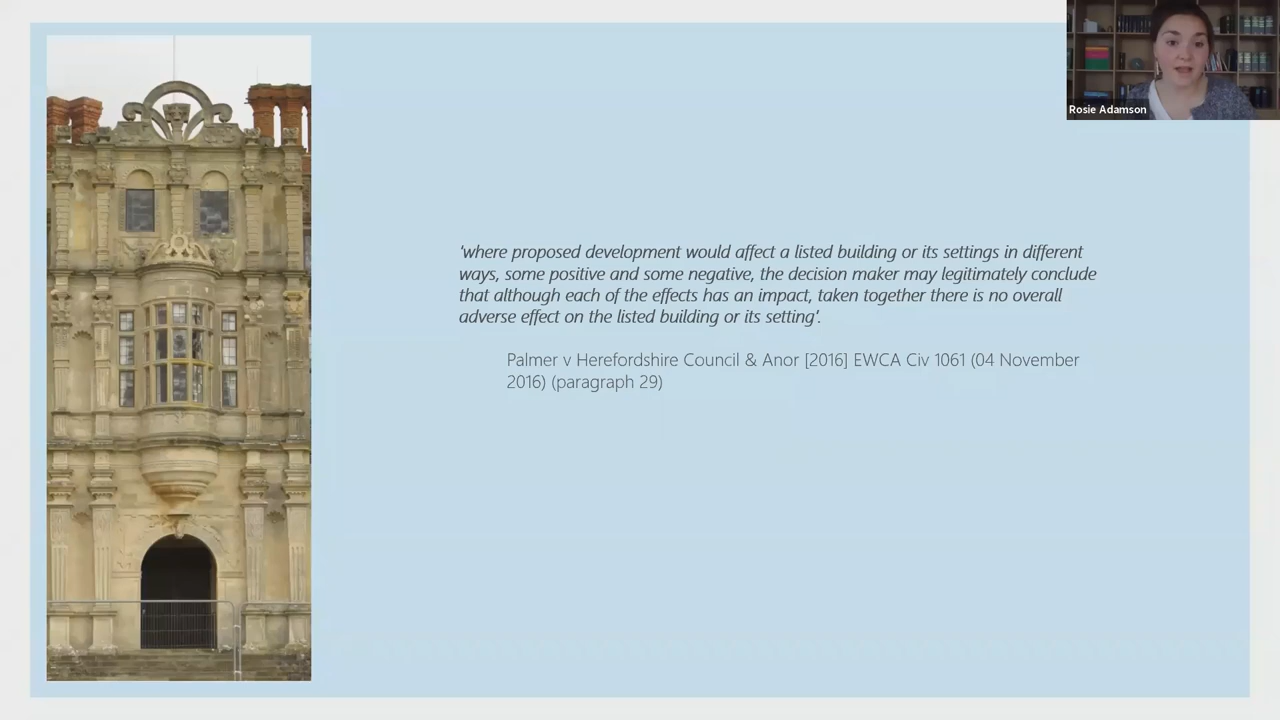 Rosie Adamson
‘where proposed development would affect a listed building or its settings in different
ways, some positive and some negative, the decision maker may legitimately conclude
that although each of the effects has an impact, taken together there is no overall
adverse effect on the listed building or its setting’.
Palmer v Herefordshire Council & Anor [2016] EWCA Civ 1061 (04 November
2016) (paragraph 29)